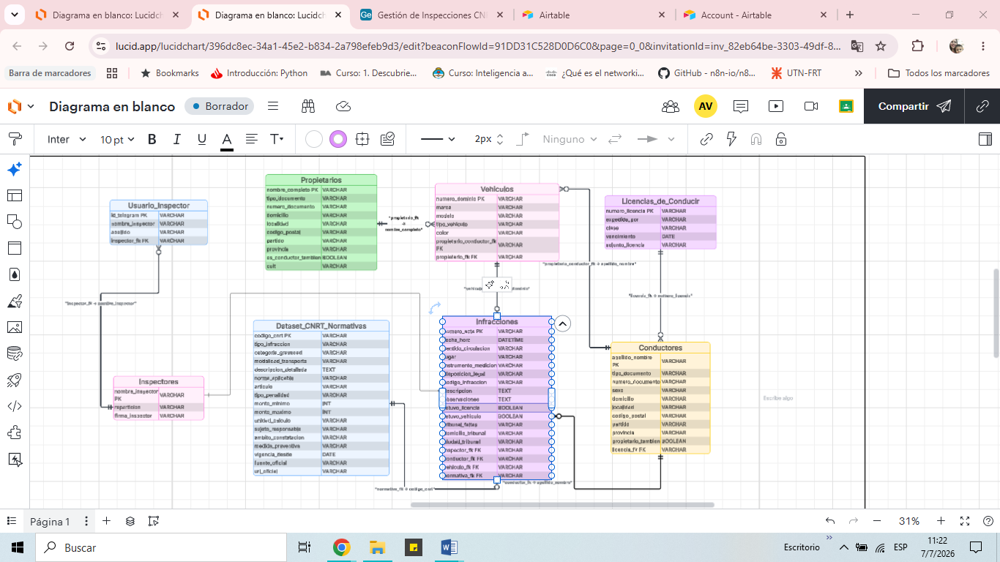 Diagrama en blanco: Lucidch
Diagrama en blanco: Lucidch
Gestión de Inspecciones CN
Airtable
Account - Airtable
lucid.app/lucidchart/396dc8ec-34a1-45e2-b834-2a798efeb9d3/edit?beaconFlowId=91DD31C528D0D6C0&page=0_0&invitationId=inv_82eb64be-3303-49df-8...
Barra de marcadores
Bookmarks
Introducción: Python
Curso: 1. Descubrie...
Curso: Inteligencia a...
¿Qué es el networki...
GitHub - n8n-io/n8...
UTN-FRT
Todos los marcadores
Diagrama en blanco
Borrador
AV
Compartir
Inter
10 pt
B I U A T
2px
Ninguno
Propietarios
nombre_completo PK VARCHAR
tipo_documento VARCHAR
numero_documento VARCHAR
domicilio VARCHAR
localidad VARCHAR
codigo_postal VARCHAR
partido VARCHAR
provincia VARCHAR
es_conductor_tambien BOOLEAN
cuit VARCHAR
"propietario_fk
→
nombre_completo"
Vehiculos
numero_dominio PK VARCHAR
marca VARCHAR
modelo VARCHAR
tipo_vehiculo VARCHAR
color VARCHAR
propietario_conductor_fk
FK VARCHAR
propietario_fk FK VARCHAR
Usuario_Inspector
id_telegram PK VARCHAR
nombre_inspector VARCHAR
apellido VARCHAR
inspector_fk FK VARCHAR
Licencias_de_Conducir
numero_licencia PK VARCHAR
expedida_por VARCHAR
clase VARCHAR
vencimiento DATE
adjunto_licencia VARCHAR
"propietario_conductor_fk → apellido_nombre"
"licencia_fk → numero_licencia"
Dataset_CNRT_Normativas
codigo_cnrt PK VARCHAR
tipo_infraccion VARCHAR
categoria_gravedad VARCHAR
modalidad_transporte VARCHAR
descripcion_detallada TEXT
norma_aplicable VARCHAR
articulo VARCHAR
tipo_penalidad VARCHAR
monto_minimo INT
monto_maximo INT
unidad_calculo VARCHAR
sujeto_responsable VARCHAR
ambito_constatacion VARCHAR
medida_preventiva VARCHAR
vigencia_desde DATE
fuente_oficial VARCHAR
url_oficial VARCHAR
Infracciones
numero_acta PK VARCHAR
fecha_hora DATETIME
sentido_circulacion VARCHAR
lugar VARCHAR
instrumento_medicion VARCHAR
disposicion_legal VARCHAR
codigo_infraccion VARCHAR
descripcion TEXT
observaciones TEXT
retuvo_licencia BOOLEAN
retuvo_vehiculo BOOLEAN
tribunal_faltas VARCHAR
domicilio_tribunal VARCHAR
ciudad_tribunal VARCHAR
inspector_fk FK VARCHAR
conductor_fk FK VARCHAR
vehiculo_fk FK VARCHAR
normativa_fk FK VARCHAR
Conductores
apellido_nombre
PK VARCHAR
tipo_documento VARCHAR
numero_documento VARCHAR
sexo VARCHAR
domicilio VARCHAR
localidad VARCHAR
codigo_postal VARCHAR
partido VARCHAR
provincia VARCHAR
propietario_tambien BOOLEAN
licencia_fk FK VARCHAR
Inspectores
nombre_inspector
PK VARCHAR
reparticion VARCHAR
firma_inspector VARCHAR
Escribe algo
"normativa_fk → codigo_cnrt"
"conductor_fk → apellido_nombre"
Página 1
31%
Buscar
Escritorio
ESP
11:22
7/7/2026